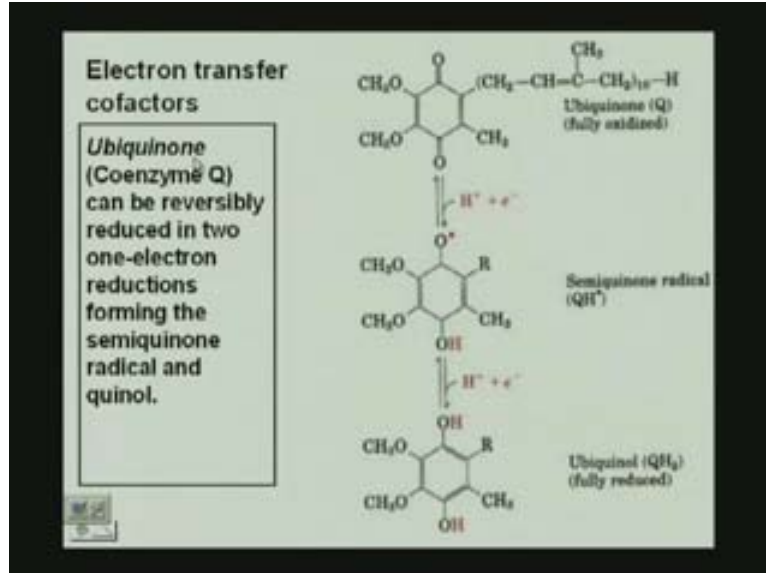 Electron transfer
cofactors
Ubiquinone
(Coenzyme Q)
can be reversibly
reduced in two
one-electron
reductions
forming the
semiquinone
radical and
quinol.
O
CH₃
CH₃O
(CH₂—CH=C—CH₂)₁₀—H
Ubiquinone (Q)
(fully oxidized)
CH₃O
CH₃
O
H⁺ + e⁻
O•
CH₃O
R
Semiquinone radical
(QH•)
CH₃O
CH₃
OH
H⁺ + e⁻
OH
CH₃O
R
Ubiquinol (QH₂)
(fully reduced)
CH₃O
CH₃
OH